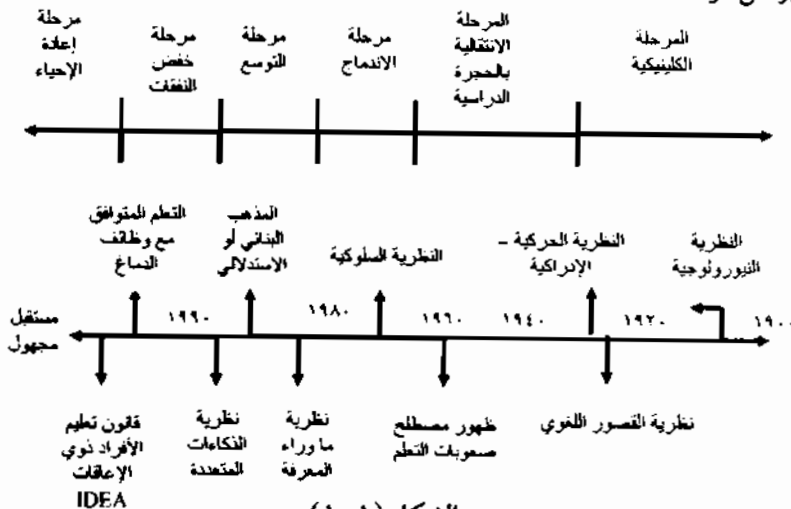 المرحلة
الكلينيكية
المرحلة
الانتقالية
بالحجرة
الدراسية
مرحلة
الاندماج
مرحلة
التوسع
مرحلة
خفض
النفقات
مرحلة
إعادة
الإحياء
النظرية
النيورولوجية
النظرية الحركية –
الإدراكية
النظرية السلوكية
المذهب
البنائي أو
الاستدلالي
التعلم المتوافق
مع وظائف
الدماغ
١٩٠٠
١٩٢٠
١٩٤٠
١٩٦٠
١٩٨٠
١٩٩٠
مستقبل
مجهول
نظرية القصور اللغوي
ظهور مصطلح
صعوبات التعلم
نظرية
ما وراء
المعرفة
نظرية
الذكاءات
المتعددة
قانون تعليم
الأفراد ذوي
الإعاقات
IDEA